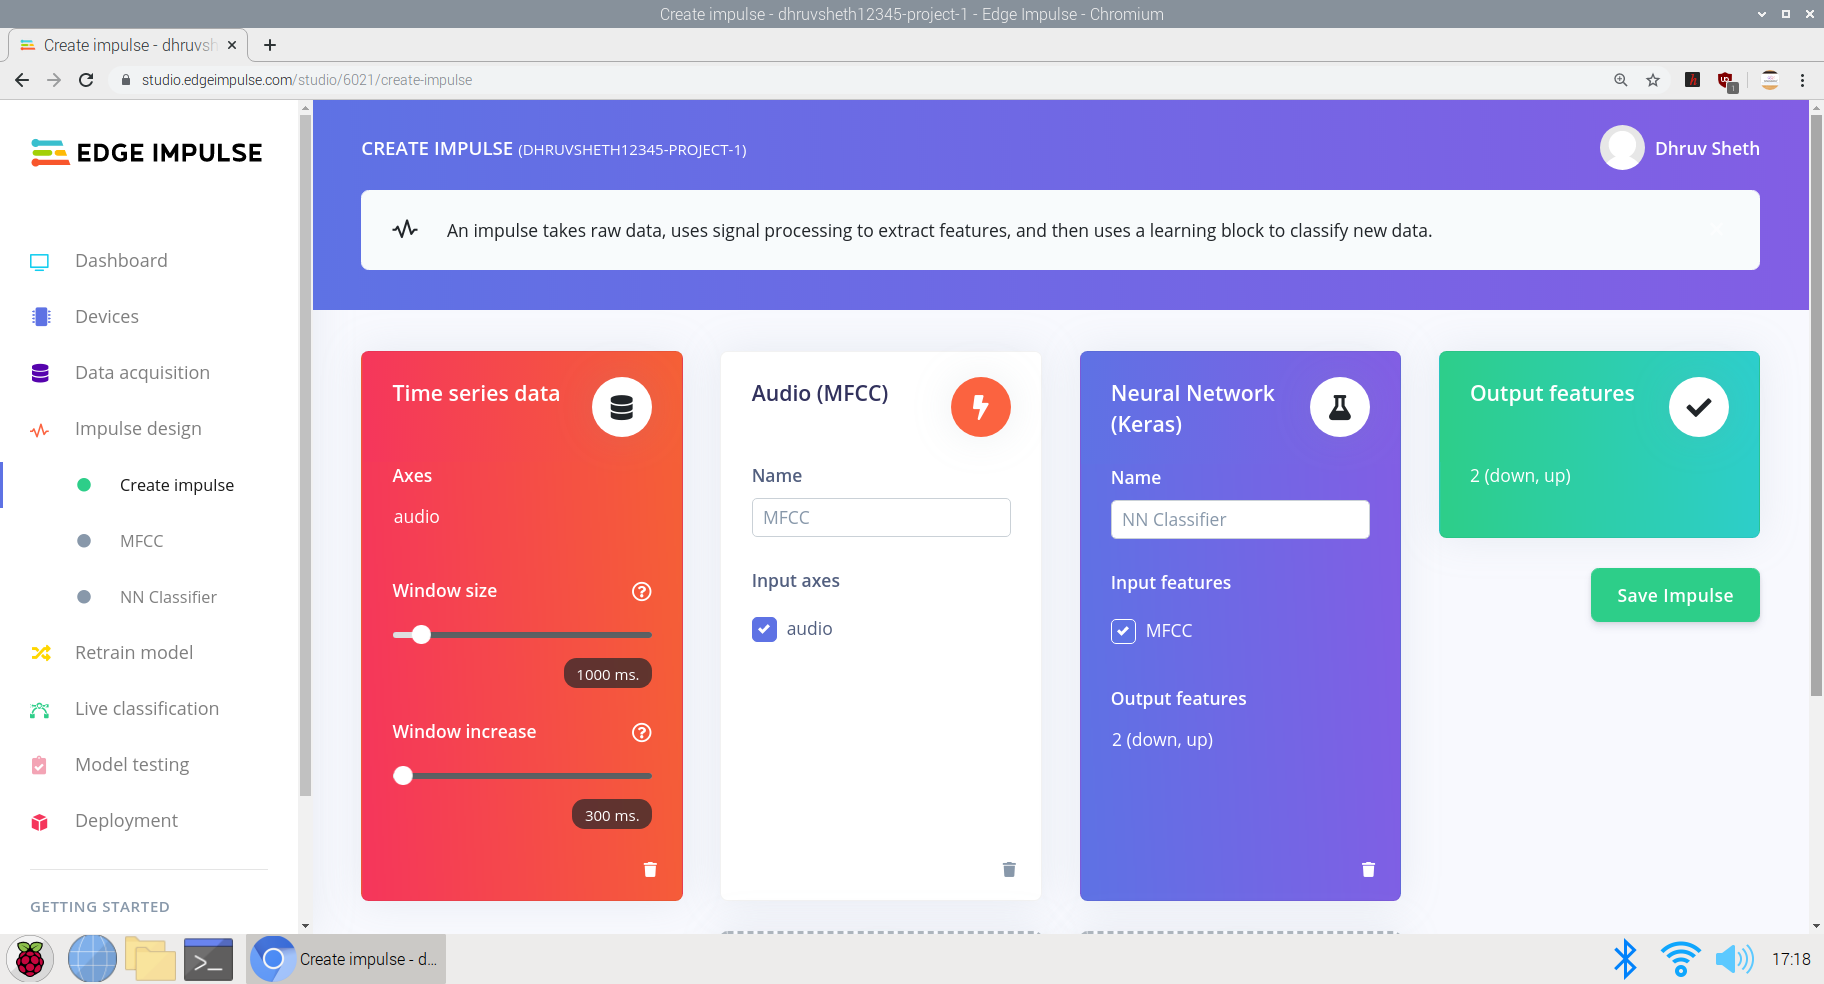 Create impulse - dhruvsheth12345-project-1 - Edge Impulse - Chromium
Create impulse - dhruvsh
studio.edgeimpulse.com/studio/6021/create-impulse
1
EDGE IMPULSE
Dashboard
Devices
Data acquisition
Impulse design
Create impulse
MFCC
NN Classifier
Retrain model
Live classification
Model testing
Deployment
GETTING STARTED
CREATE IMPULSE (DHRUVSHETH12345-PROJECT-1)
Dhruv Sheth
An impulse takes raw data, uses signal processing to extract features, and then uses a learning block to classify new data.
Time series data
Axes
audio
Window size
1000 ms.
Window increase
300 ms.
Audio (MFCC)
Name
MFCC
Input axes
audio
Neural Network
(Keras)
Name
NN Classifier
Input features
MFCC
Output features
2 (down, up)
Output features
2 (down, up)
Save Impulse
Create impulse - d...
17:18